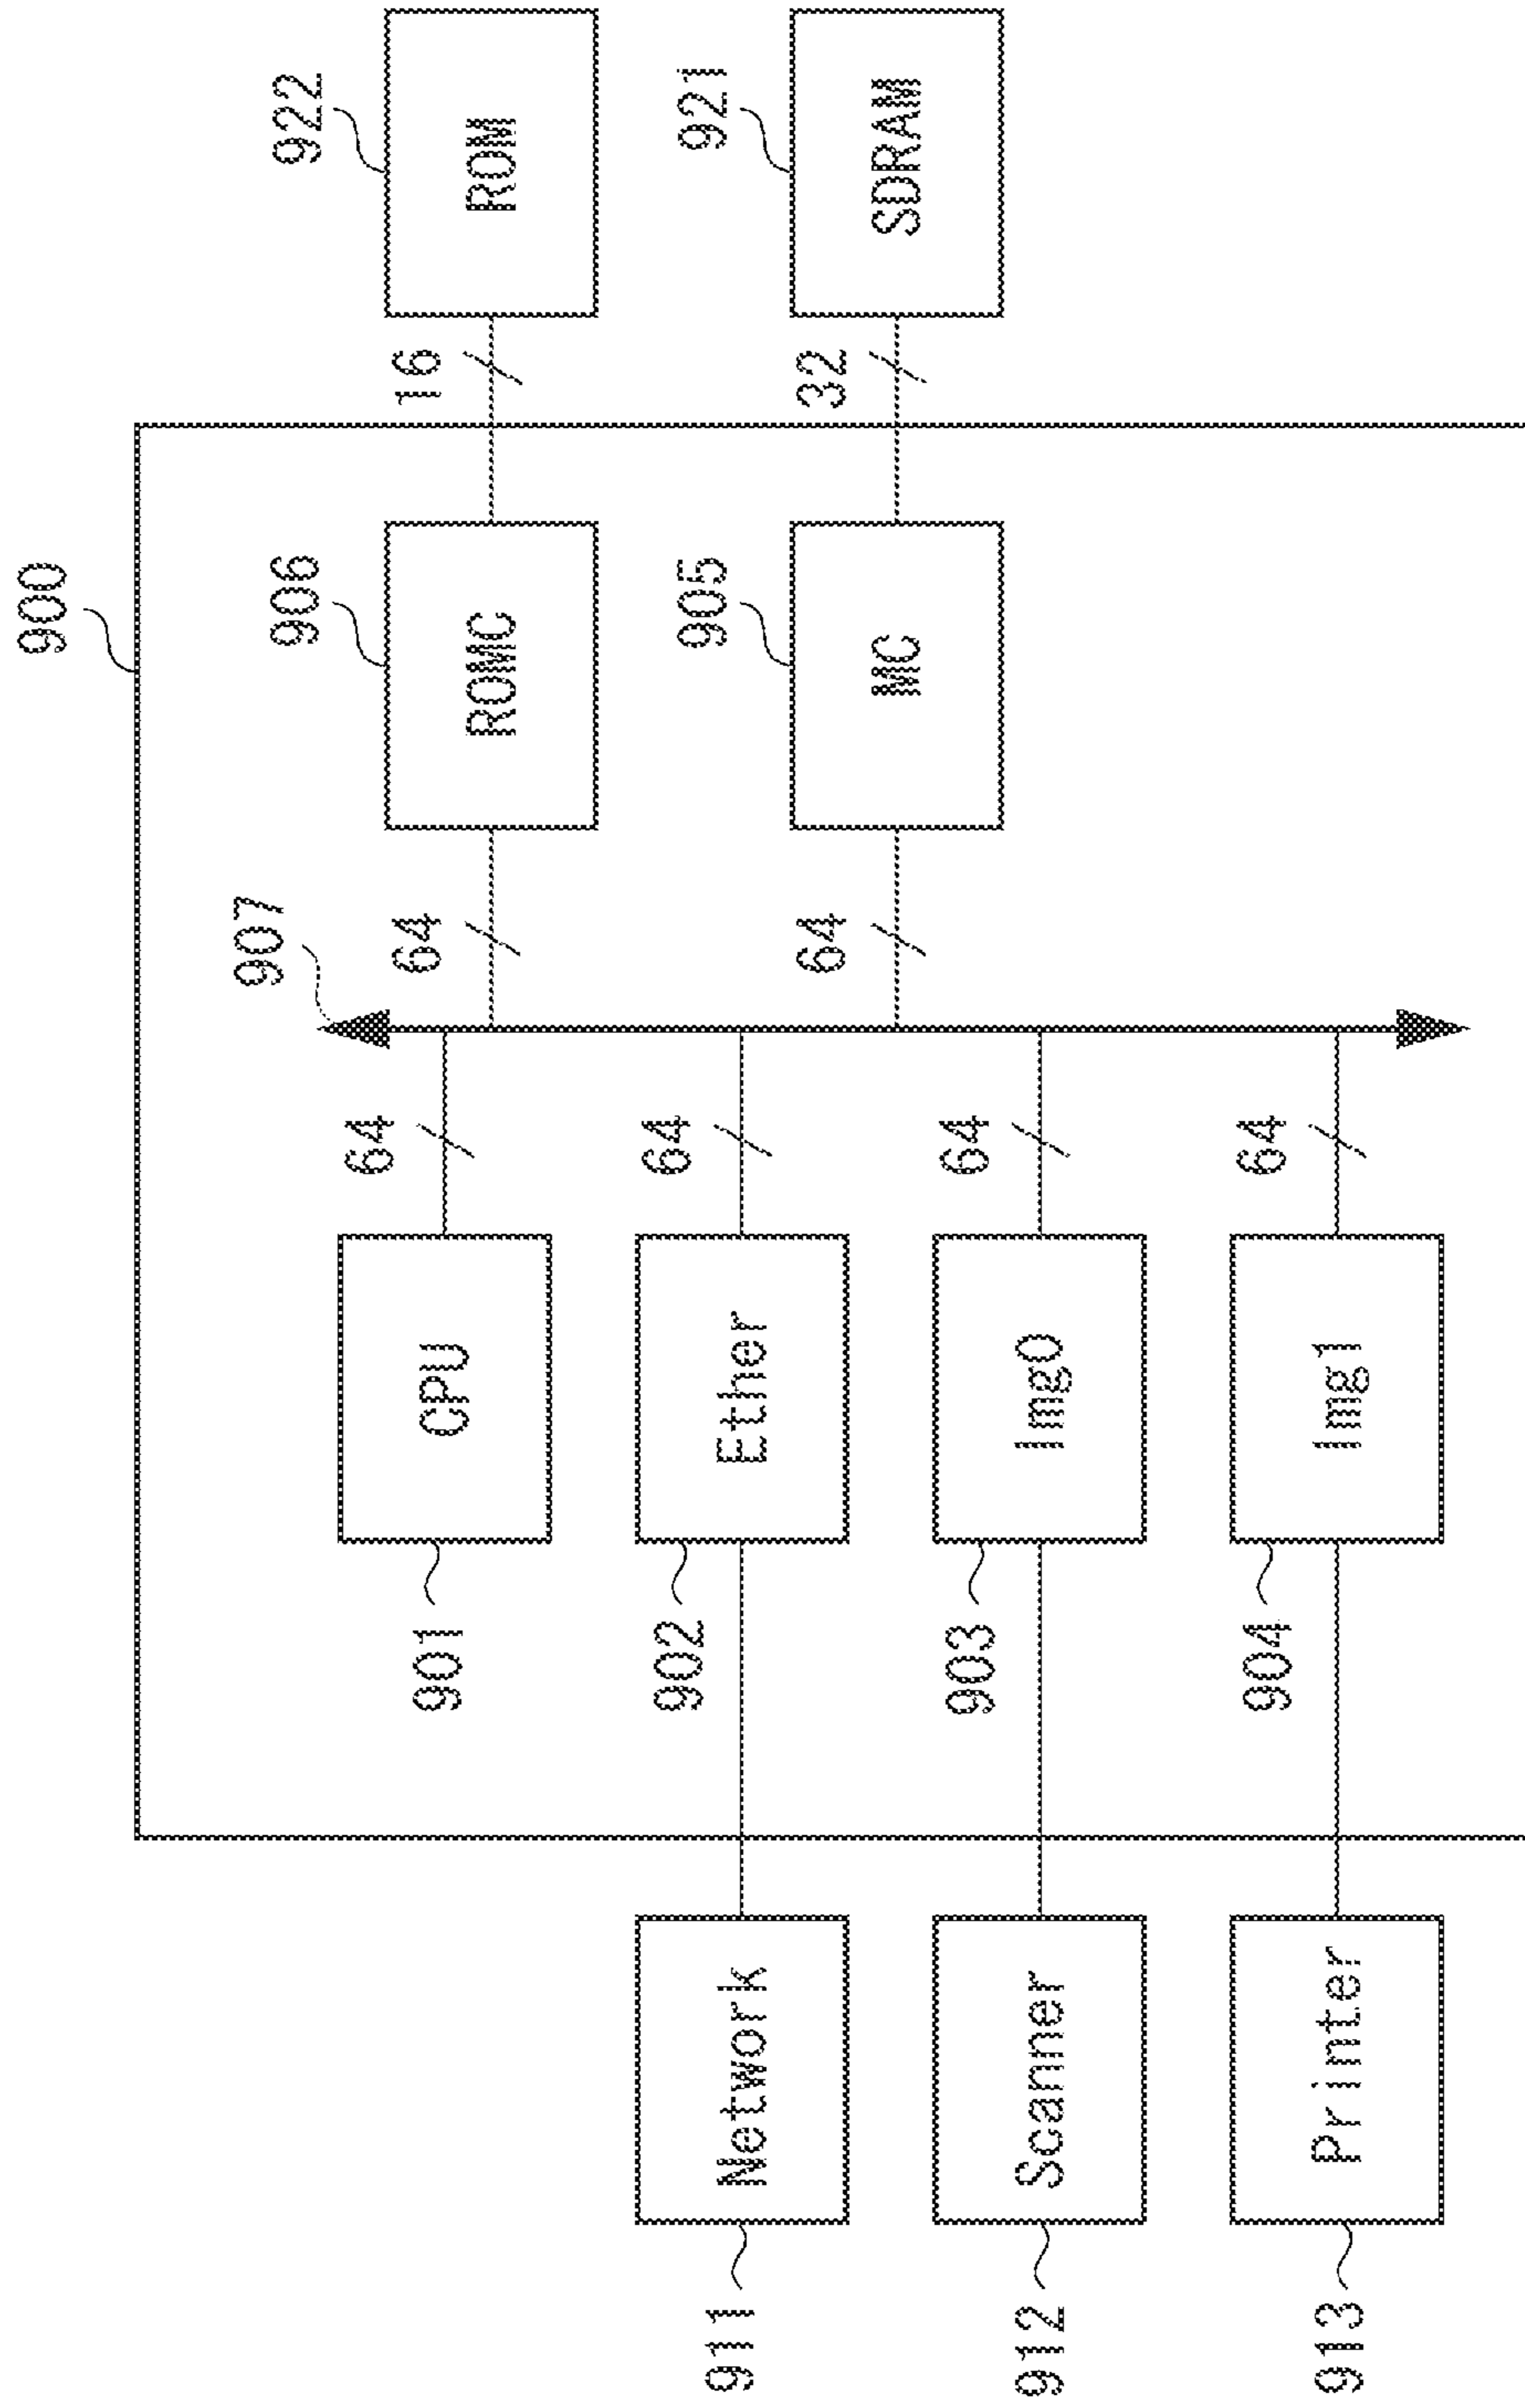 900
907
906
922
64
64
16
901
CPU
ROMC
ROM
902
64
905
921
911
Network
Ether
64
32
MC
SDRAM
903
64
912
Scanner
Img0
904
64
913
Printer
Img1